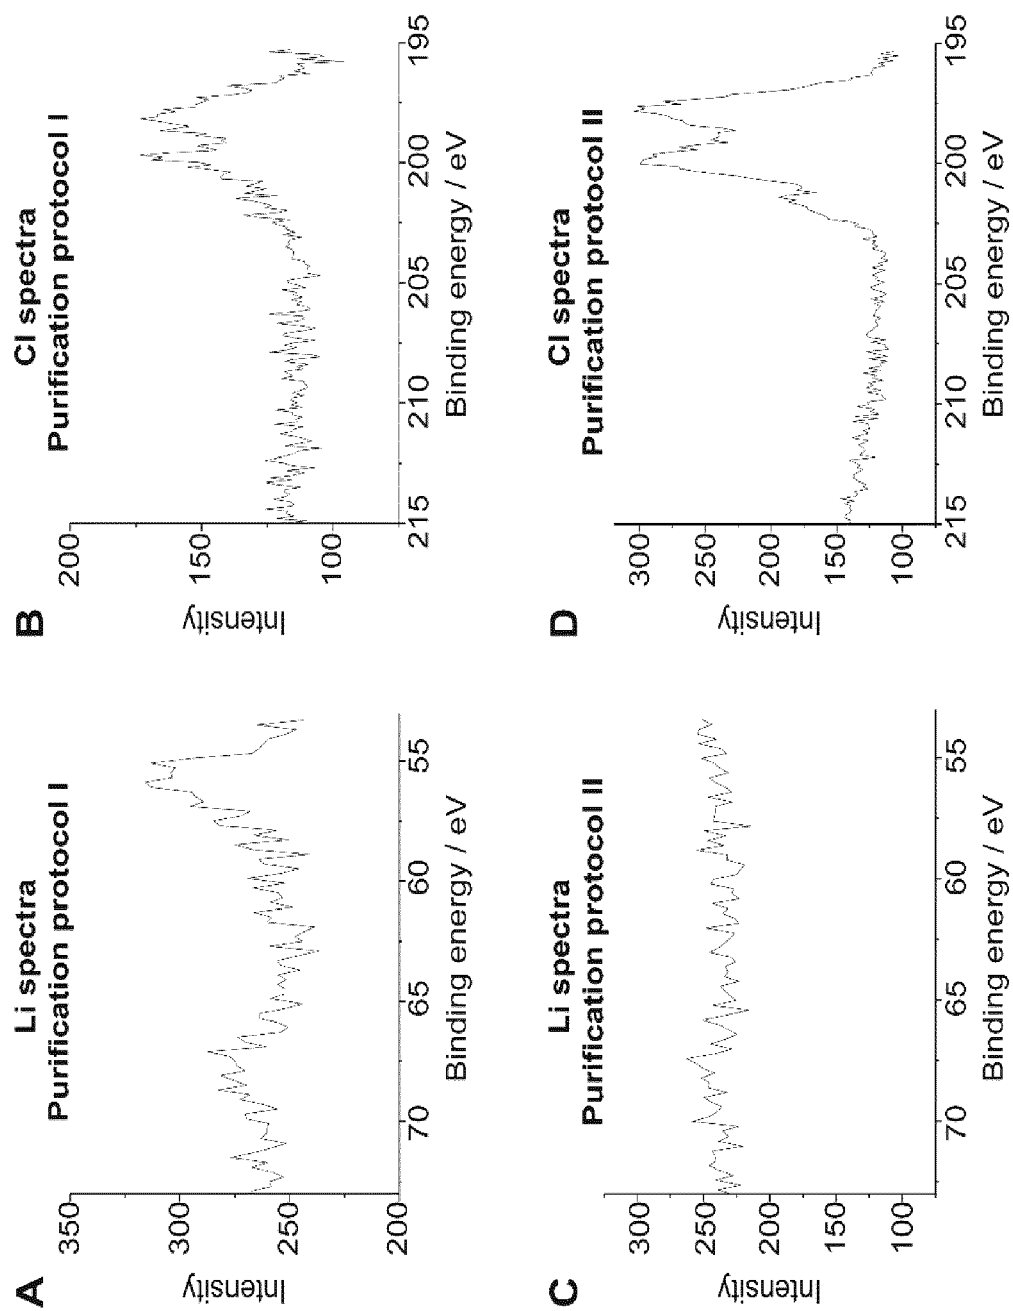 A
Li spectra
Purification protocol I
Intensity
350
300
250
200
70
65
60
55
Binding energy / eV
B
Cl spectra
Purification protocol I
Intensity
200
150
100
215
210
205
200
195
Binding energy / eV
C
Li spectra
Purification protocol II
Intensity
300
250
200
150
100
70
65
60
55
Binding energy / eV
D
Cl spectra
Purification protocol II
Intensity
300
250
200
150
100
215
210
205
200
195
Binding energy / eV